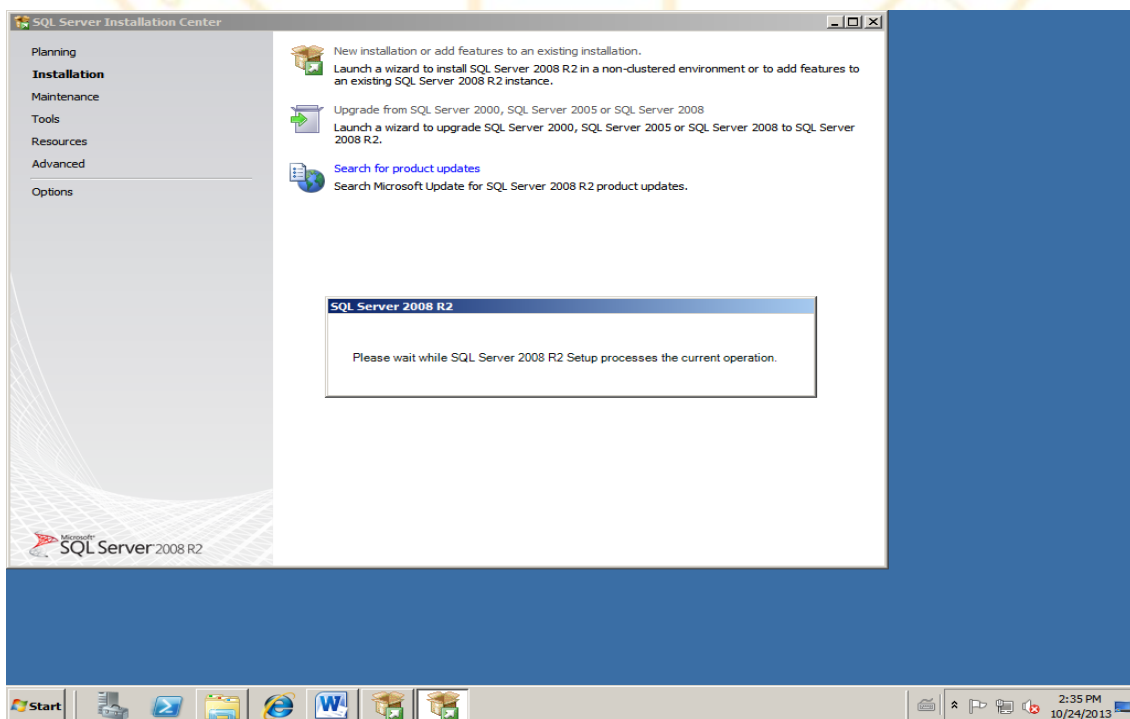 SQL Server Installation Center
Planning
Installation
Maintenance
Tools
Resources
Advanced
Options
New installation or add features to an existing installation.
Launch a wizard to install SQL Server 2008 R2 in a non-clustered environment or to add features to
an existing SQL Server 2008 R2 instance.
Upgrade from SQL Server 2000, SQL Server 2005 or SQL Server 2008
Launch a wizard to upgrade SQL Server 2000, SQL Server 2005 or SQL Server 2008 to SQL Server
2008 R2.
Search for product updates
Search Microsoft Update for SQL Server 2008 R2 product updates.
SQL Server 2008 R2
Please wait while SQL Server 2008 R2 Setup processes the current operation.
Microsoft
SQL Server 2008 R2
Start
2:35 PM
10/24/2013